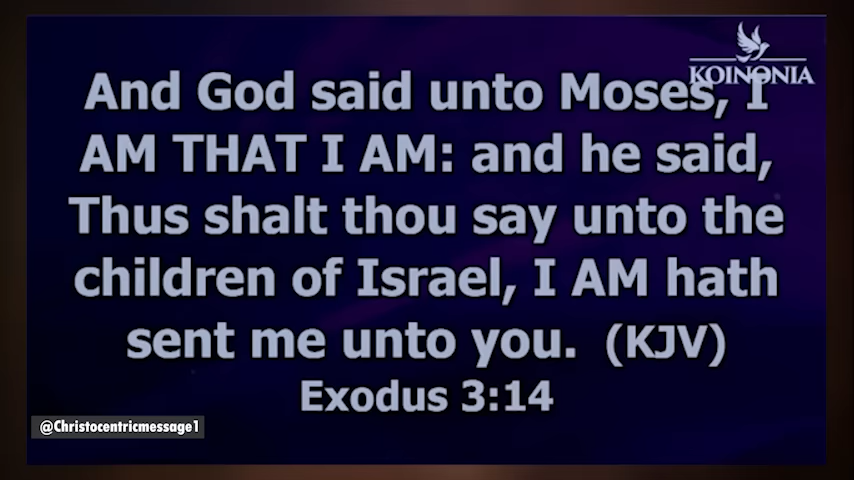 KOINONIA
And God said unto Moses, I
AM THAT I AM: and he said,
Thus shalt thou say unto the
children of Israel, I AM hath
sent me unto you. (KJV)
Exodus 3:14
@Christocentricmessage1